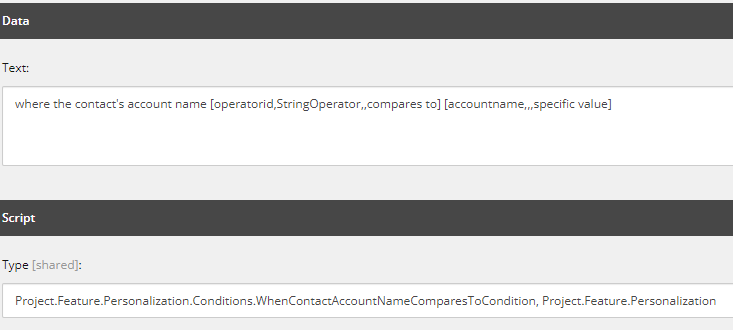 Data
Text:
where the contact's account name [operatorid,StringOperator,,compares to] [accountname,,,specific value]
Script
Type [shared]:
Project.Feature.Personalization.Conditions.WhenContactAccountNameComparesToCondition, Project.Feature.Personalization